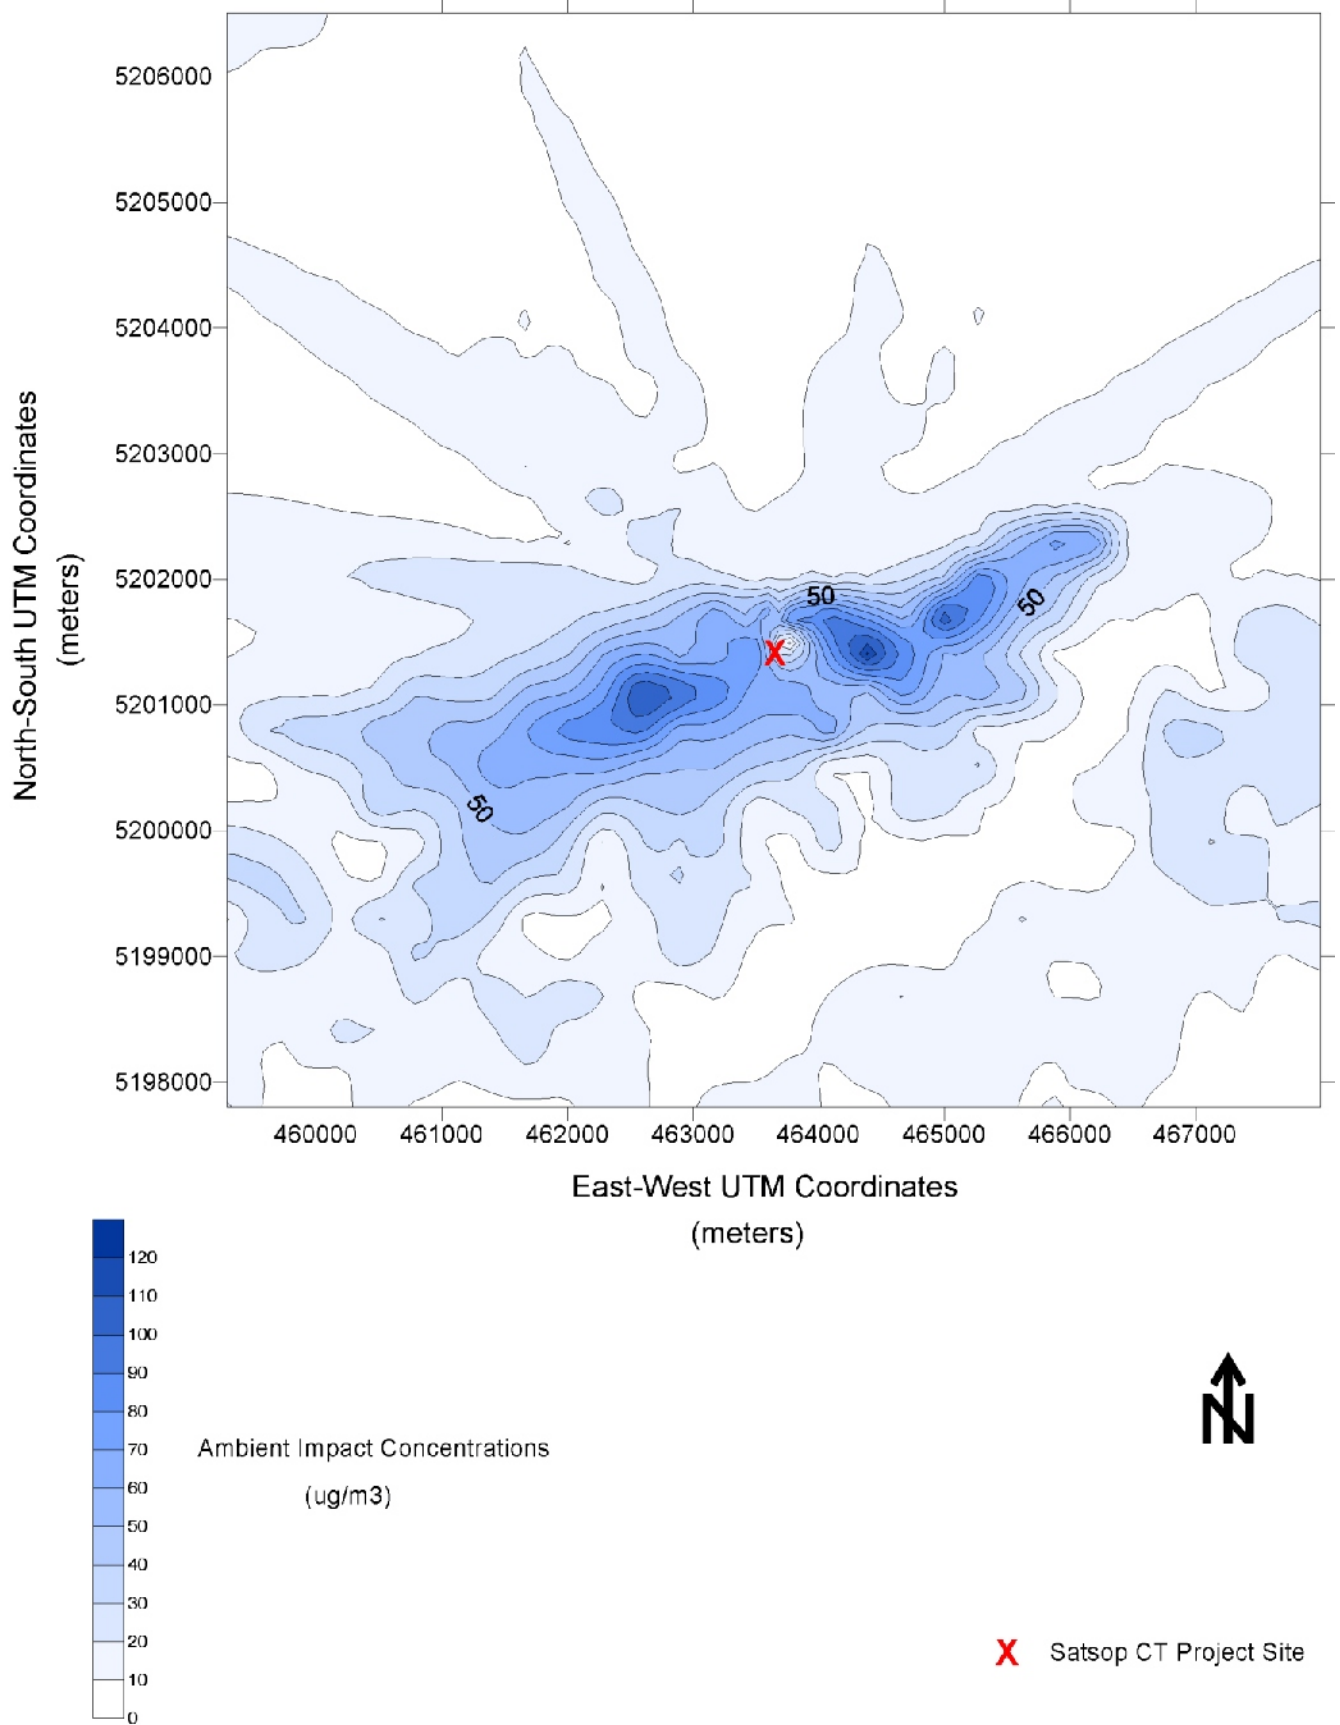 5206000
5205000
5204000
5203000
5202000
5201000
5200000
5199000
5198000
North-South UTM Coordinates
(meters)
50
50
50
X
460000 461000 462000 463000 464000 465000 466000 467000
East-West UTM Coordinates
(meters)
120
110
100
90
80
70
60
50
40
30
20
10
0
Ambient Impact Concentrations
(ug/m3)
N
X Satsop CT Project Site